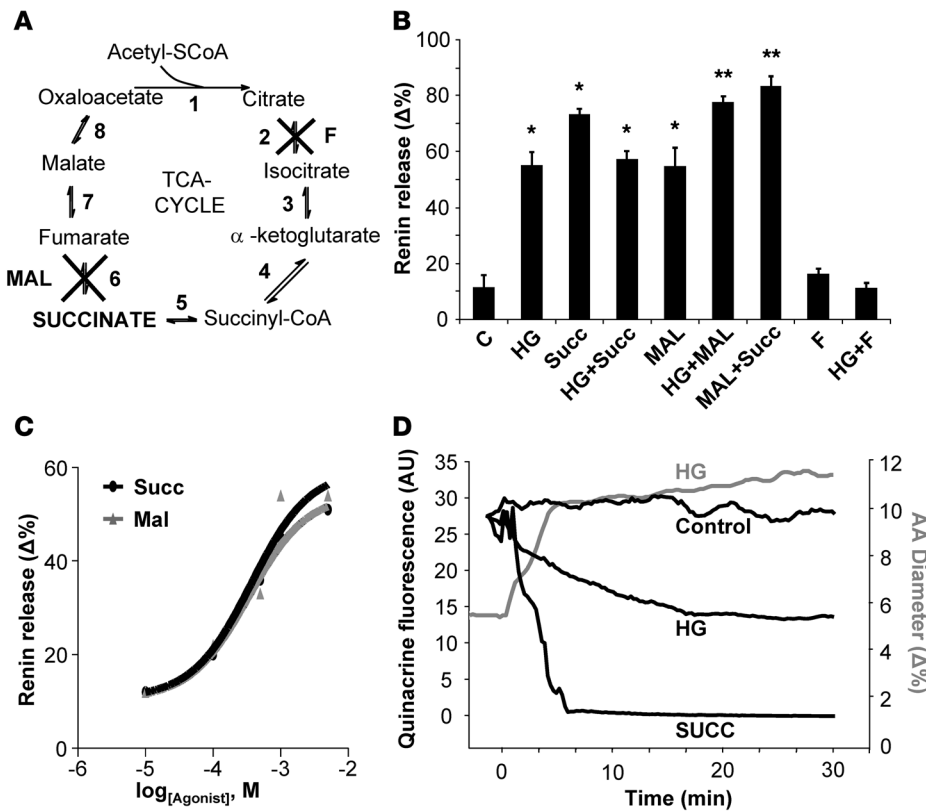 A
Acetyl-SCoA
Oxaloacetate
1
Citrate
8
2
F
Malate
Isocitrate
TCA-
CYCLE
7
3
Fumarate
α -ketoglutarate
MAL
6
4
5
SUCCINATE
Succinyl-CoA
B
Renin release (Δ%)
100
80
60
40
20
0
*
*
*
*
**
**
C
HG
Succ
HG+Succ
MAL
HG+MAL
MAL+Succ
F
HG+F
C
Renin release (Δ%)
60
40
20
0
Succ
Mal
-6
-5
-4
-3
-2
log[Agonist], M
D
Quinacrine fluorescence (AU)
35
30
25
20
15
10
5
0
HG
Control
HG
SUCC
12
10
8
6
4
2
0
AA Diameter (Δ%)
0
10
20
30
Time (min)